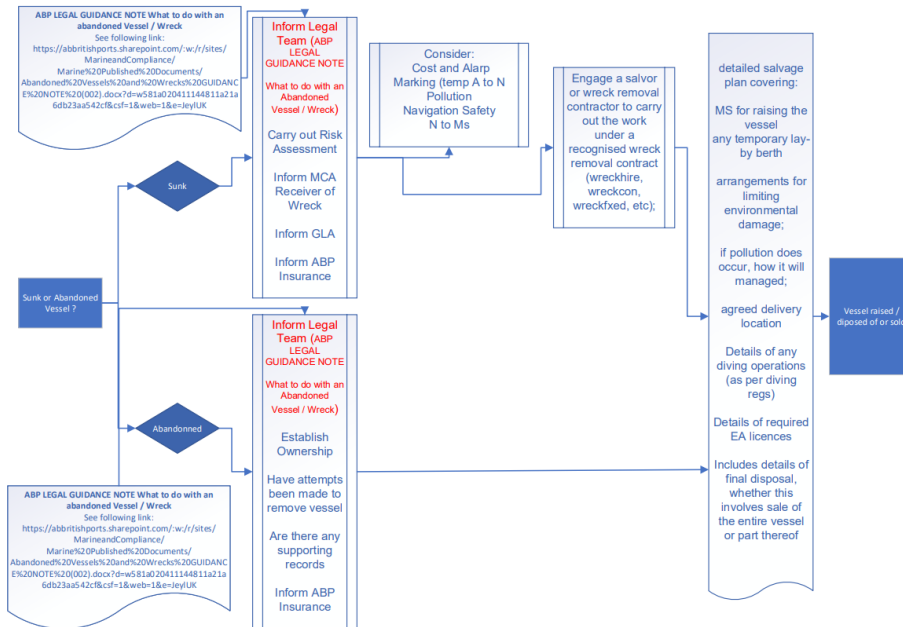 ABP LEGAL GUIDANCE NOTE What to do with an
abandoned Vessel / Wreck
See following link:
https://abbritishports.sharepoint.com/:w:/r/sites/
MarineandCompliance/
Marine%20Published%20Documents/
Abandoned%20Vessels%20and%20Wrecks%20GUIDANC
E%20NOTE%20(002).docx?d=w581a020411144811a21a
6db23aa542cf&csf=1&web=1&e=JeylUK
Inform Legal
Team (ABP
LEGAL
GUIDANCE NOTE
What to do with an
Abandoned
Vessel / Wreck)
Carry out Risk
Assessment
Inform MCA
Receiver of
Wreck
Inform GLA
Inform ABP
Insurance
Consider:
Cost and Alarp
Marking (temp A to N
Pollution
Navigation Safety
N to Ms
Engage a salvor
or wreck removal
contractor to carry
out the work
under a
recognised wreck
removal contract
(wreckhire,
wreckcon,
wreckfxed, etc);
detailed salvage
plan covering:
MS for raising the
vessel
any temporary lay-
by berth
arrangements for
limiting
environmental
damage;
if pollution does
occur, how it will
managed;
agreed delivery
location
Details of any
diving operations
(as per diving
regs)
Details of required
EA licences
Includes details of
final disposal,
whether this
involves sale of
the entire vessel
or part thereof
Vessel raised /
diposed of or sold
Sunk
Sunk or Abandoned
Vessel ?
Abandonned
Inform Legal
Team (ABP
LEGAL
GUIDANCE NOTE
What to do with an
Abandoned
Vessel / Wreck)
Establish
Ownership
Have attempts
been made to
remove vessel
Are there any
supporting
records
Inform ABP
Insurance
ABP LEGAL GUIDANCE NOTE What to do with an
abandoned Vessel / Wreck
See following link:
https://abbritishports.sharepoint.com/:w:/r/sites/
MarineandCompliance/
Marine%20Published%20Documents/
Abandoned%20Vessels%20and%20Wrecks%20GUIDANC
E%20NOTE%20(002).docx?d=w581a020411144811a21a
6db23aa542cf&csf=1&web=1&e=JeylUK